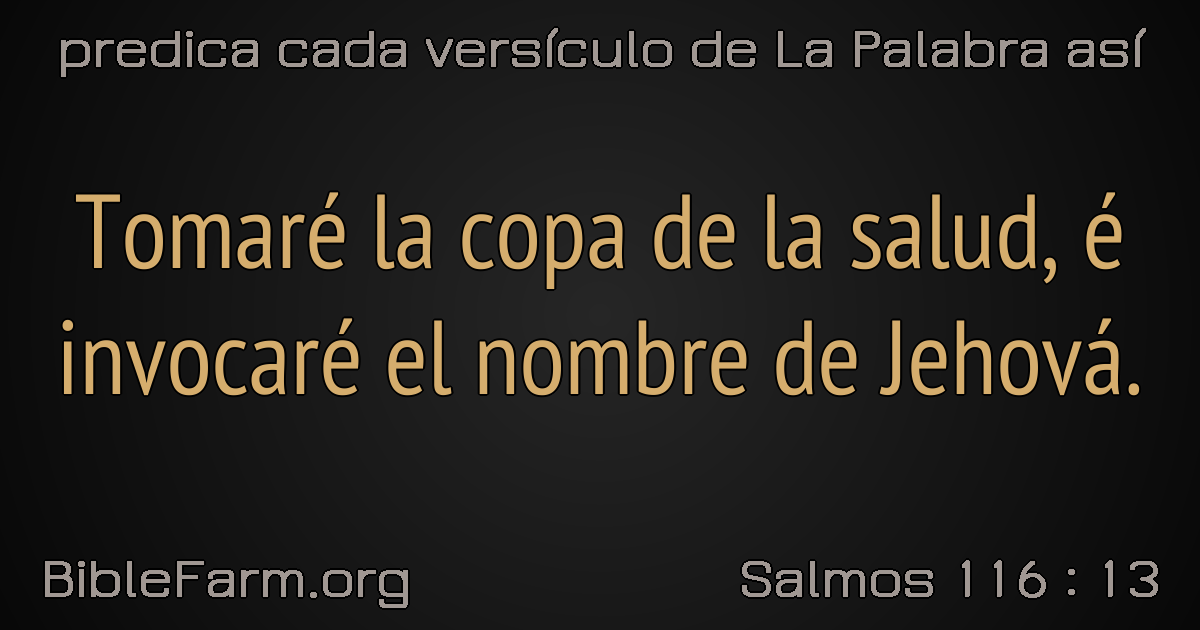 predica cada versículo de La Palabra así
Tomaré la copa de la salud, é
invocaré el nombre de Jehová.
BibleFarm.org
Salmos 116 : 13